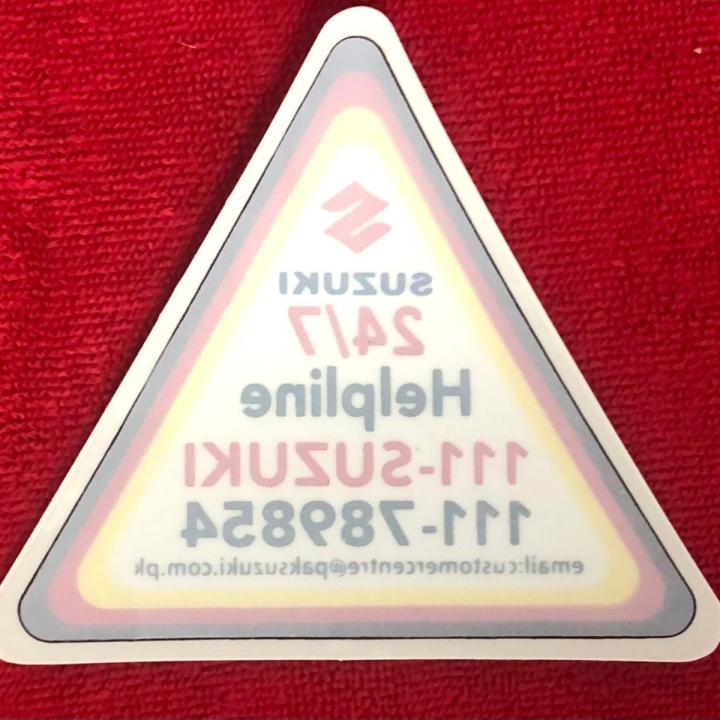 SUZUKI
24/7
Helpline
111-SUZUKI
111-789854
email:customercentre@paksuzuki.com.pk